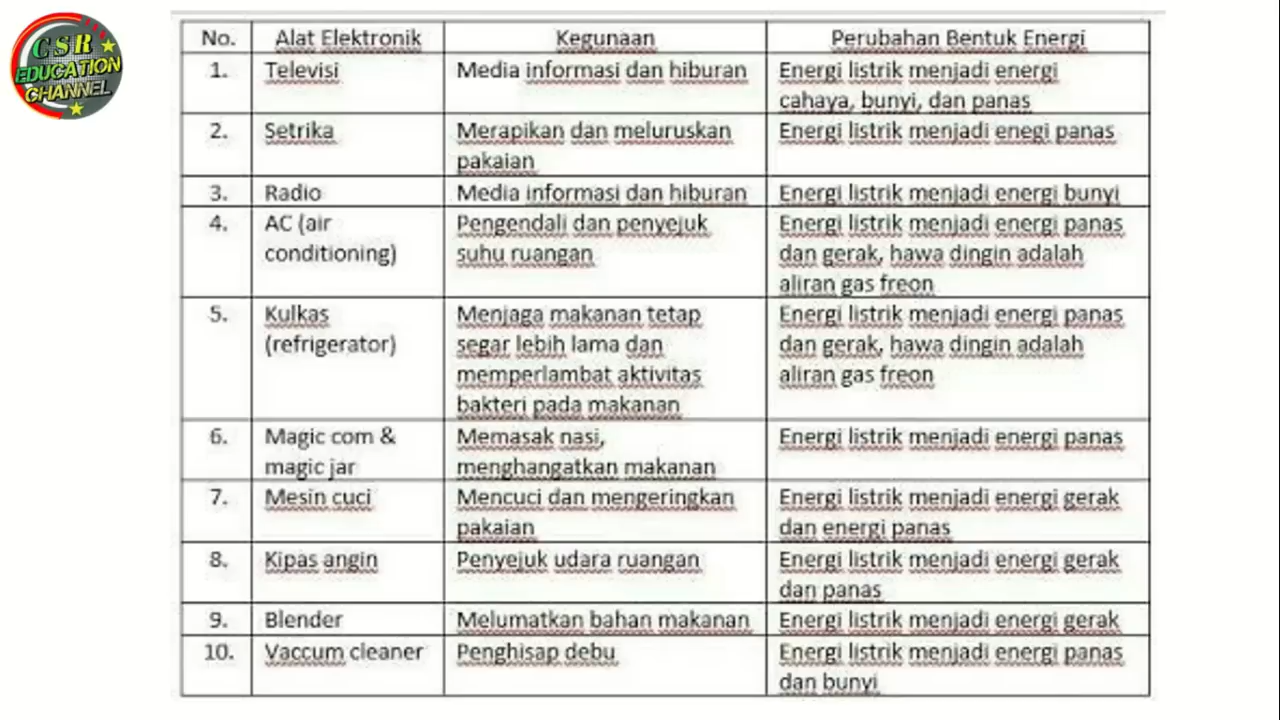 CSR
EDUCATION
CHANNEL
No. Alat Elektronik Kegunaan Perubahan Bentuk Energi
1. Televisi Media informasi dan hiburan Energi listrik menjadi energi
cahaya, bunyi, dan panas
2. Setrika Merapikan dan meluruskan Energi listrik menjadi enegi panas
pakaian
3. Radio Media informasi dan hiburan Energi listrik menjadi energi bunyi
4. AC (air Pengendali dan penyejuk Energi listrik menjadi energi panas
conditioning) suhu ruangan dan gerak, hawa dingin adalah
aliran gas freon
5. Kulkas Menjaga makanan tetap Energi listrik menjadi energi panas
(refrigerator) segar lebih lama dan dan gerak, hawa dingin adalah
memperlambat aktivitas aliran gas freon
bakteri pada makanan
6. Magic com & Memasak nasi, Energi listrik menjadi energi panas
magic jar menghangatkan makanan
7. Mesin cuci Mencuci dan mengeringkan Energi listrik menjadi energi gerak
pakaian dan energi panas
8. Kipas angin Penyejuk udara ruangan Energi listrik menjadi energi gerak
dan panas
9. Blender Melumatkan bahan makanan Energi listrik menjadi energi gerak
10. Vaccum cleaner Penghisap debu Energi listrik menjadi energi panas
dan bunyi